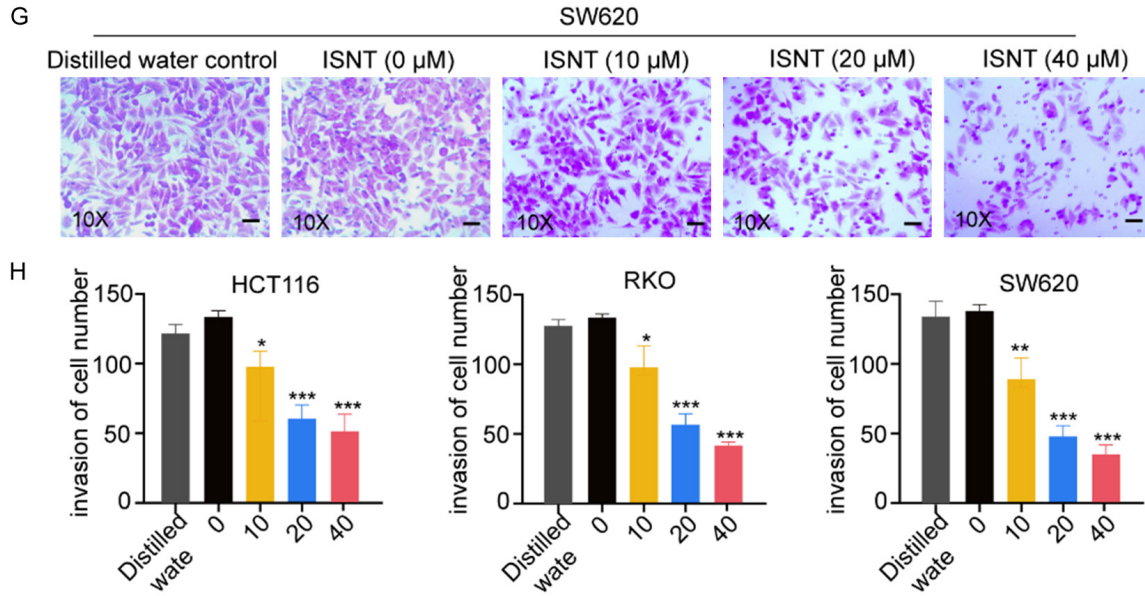 G
SW620
Distilled water control ISNT (0 µM) ISNT (10 µM) ISNT (20 µM) ISNT (40 µM)
10X 10X 10X 10X 10X
H
HCT116
invasion of cell number
150
100
50
0
*
***
***
Distilled
wate
0
10
20
40
RKO
invasion of cell number
150
100
50
0
*
***
***
Distilled
wate
0
10
20
40
SW620
invasion of cell number
150
100
50
0
**
***
***
Distilled
wate
0
10
20
40